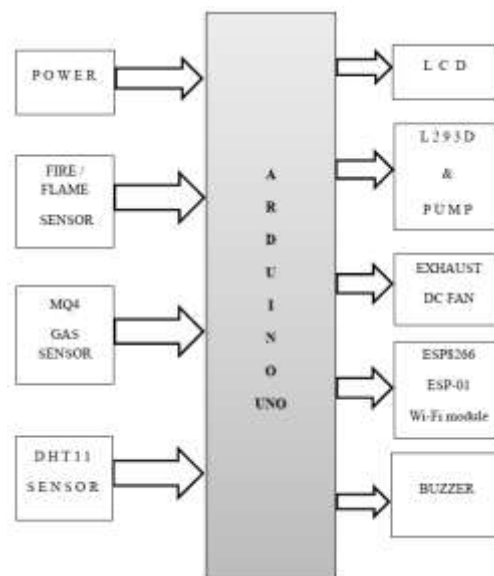 POWER
FIRE /
FLAME
SENSOR
MQ4
GAS
SENSOR
DHT11
SENSOR
A
R
D
U
I
N
O
UNO
LCD
L293D
&
PUMP
EXHAUST
DC FAN
ESP8266
ESP-01
Wi-Fi module
BUZZER